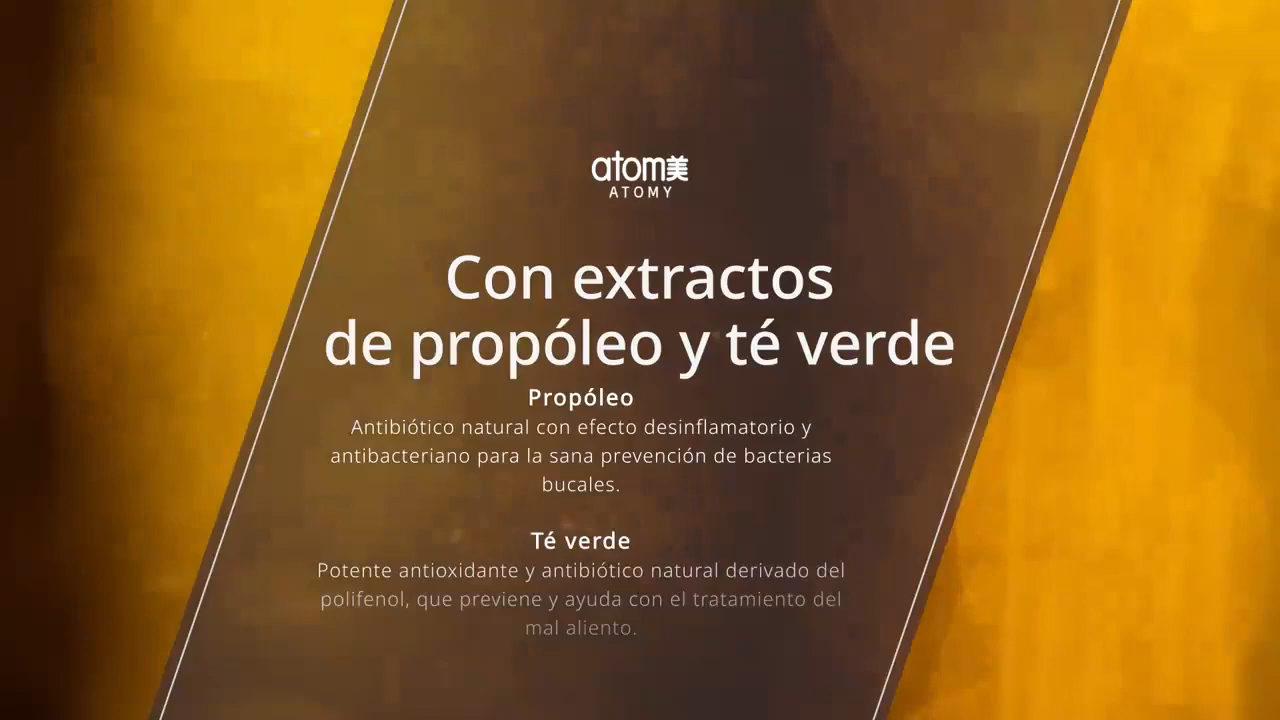 atom美
ATOMY
Con extractos
de propóleo y té verde
Propóleo
Antibiótico natural con efecto desinflamatorio y
antibacteriano para la sana prevención de bacterias
bucales.
Té verde
Potente antioxidante y antibiótico natural derivado del
polifenol, que previene y ayuda con el tratamiento del
mal aliento.